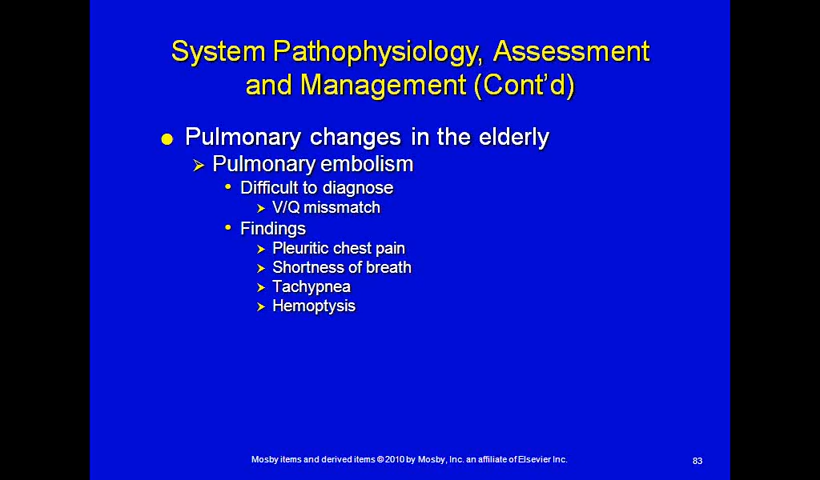 System Pathophysiology, Assessment
and Management (Cont'd)
Pulmonary changes in the elderly
Pulmonary embolism
Difficult to diagnose
V/Q missmatch
Findings
Pleuritic chest pain
Shortness of breath
Tachypnea
Hemoptysis
Mosby items and derived items © 2010 by Mosby, Inc. an affiliate of Elsevier Inc.
83